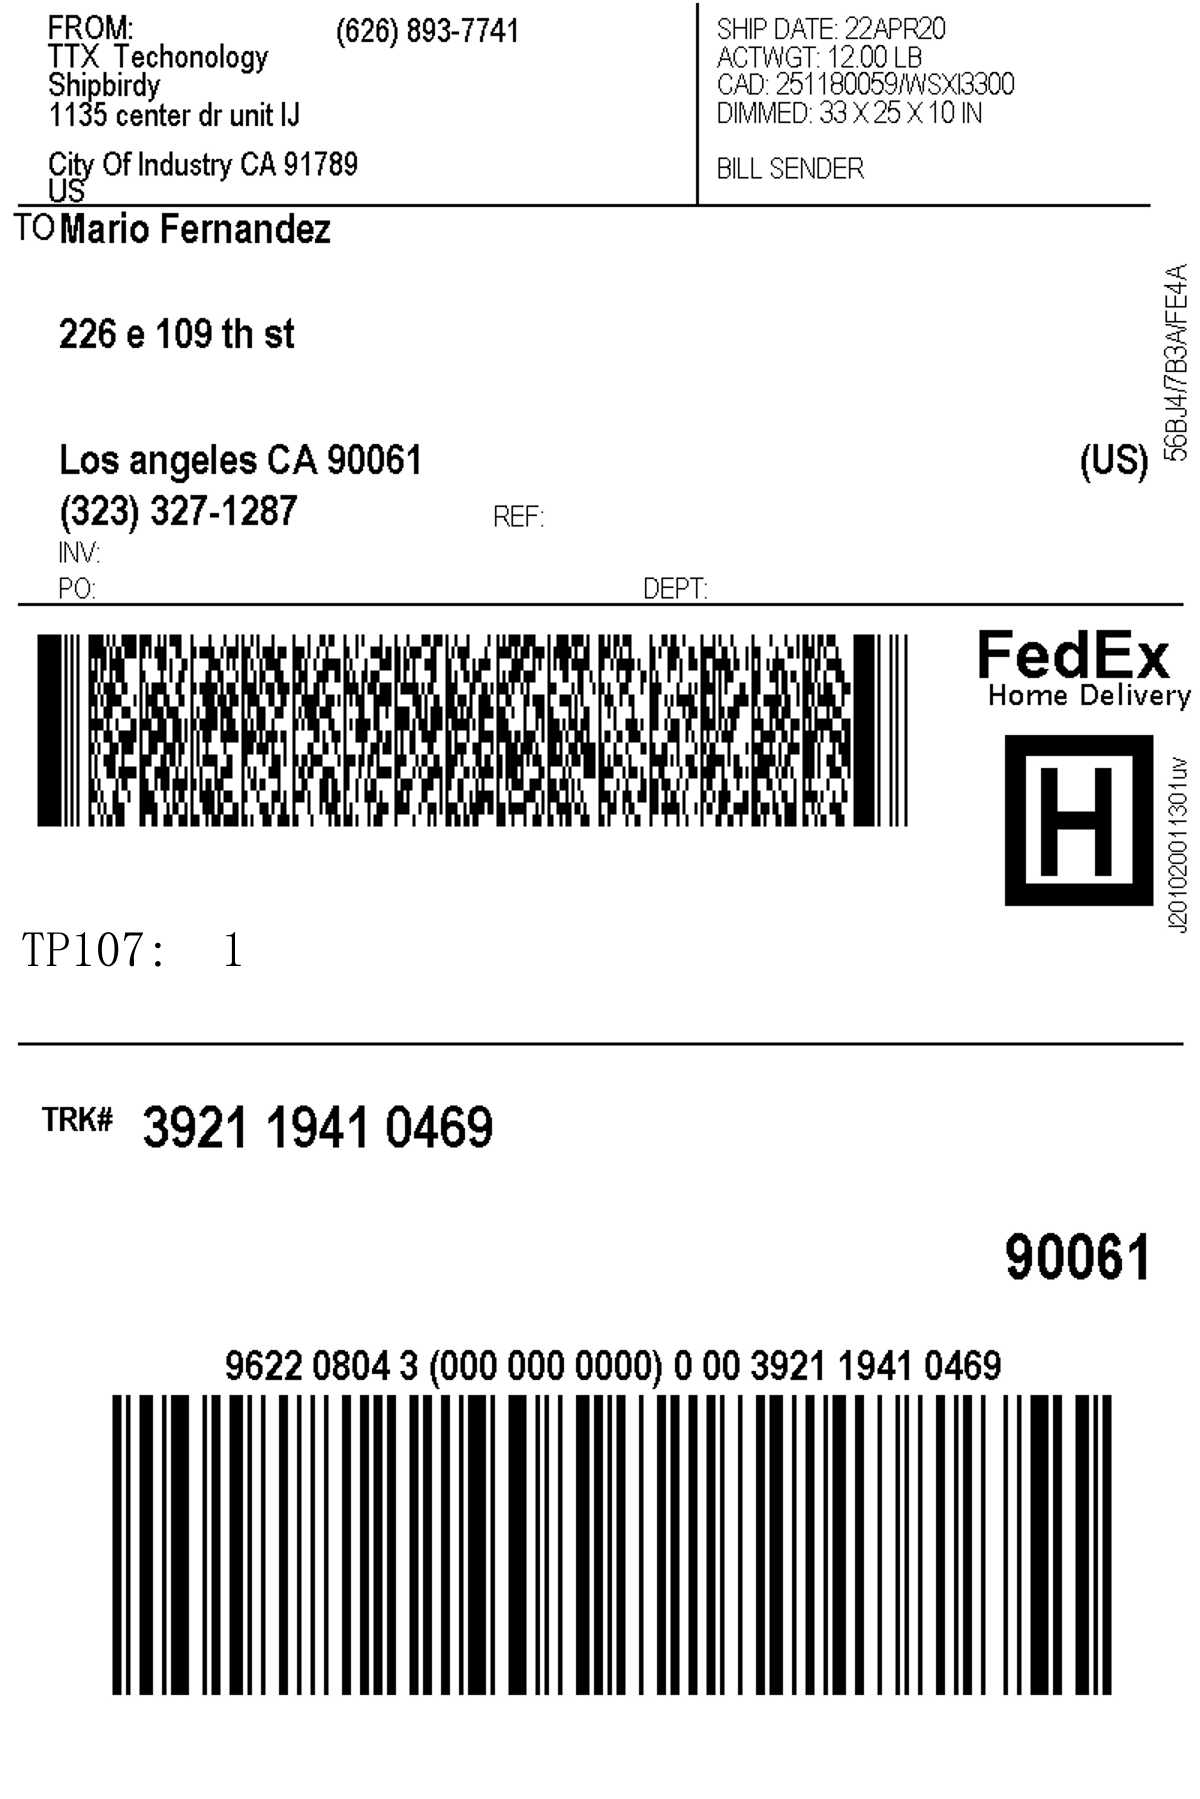 FROM: (626) 893-7741
TTX Techonology
Shipbirdy
1135 center dr unit IJ
City Of Industry CA 91789
US
SHIP DATE: 22APR20
ACTWGT: 12.00 LB
CAD: 251180059/WSXI3300
DIMMED: 33 X 25 X 10 IN
BILL SENDER
TO Mario Fernandez
226 e 109 th st
Los angeles CA 90061 (US)
(323) 327-1287 REF:
INV:
PO: DEPT:
56BJ4/7B3A/FE4A
FedEx
Home Delivery
H
J201020011301uv
TP107: 1
TRK# 3921 1941 0469
90061
9622 0804 3 (000 000 0000) 0 00 3921 1941 0469